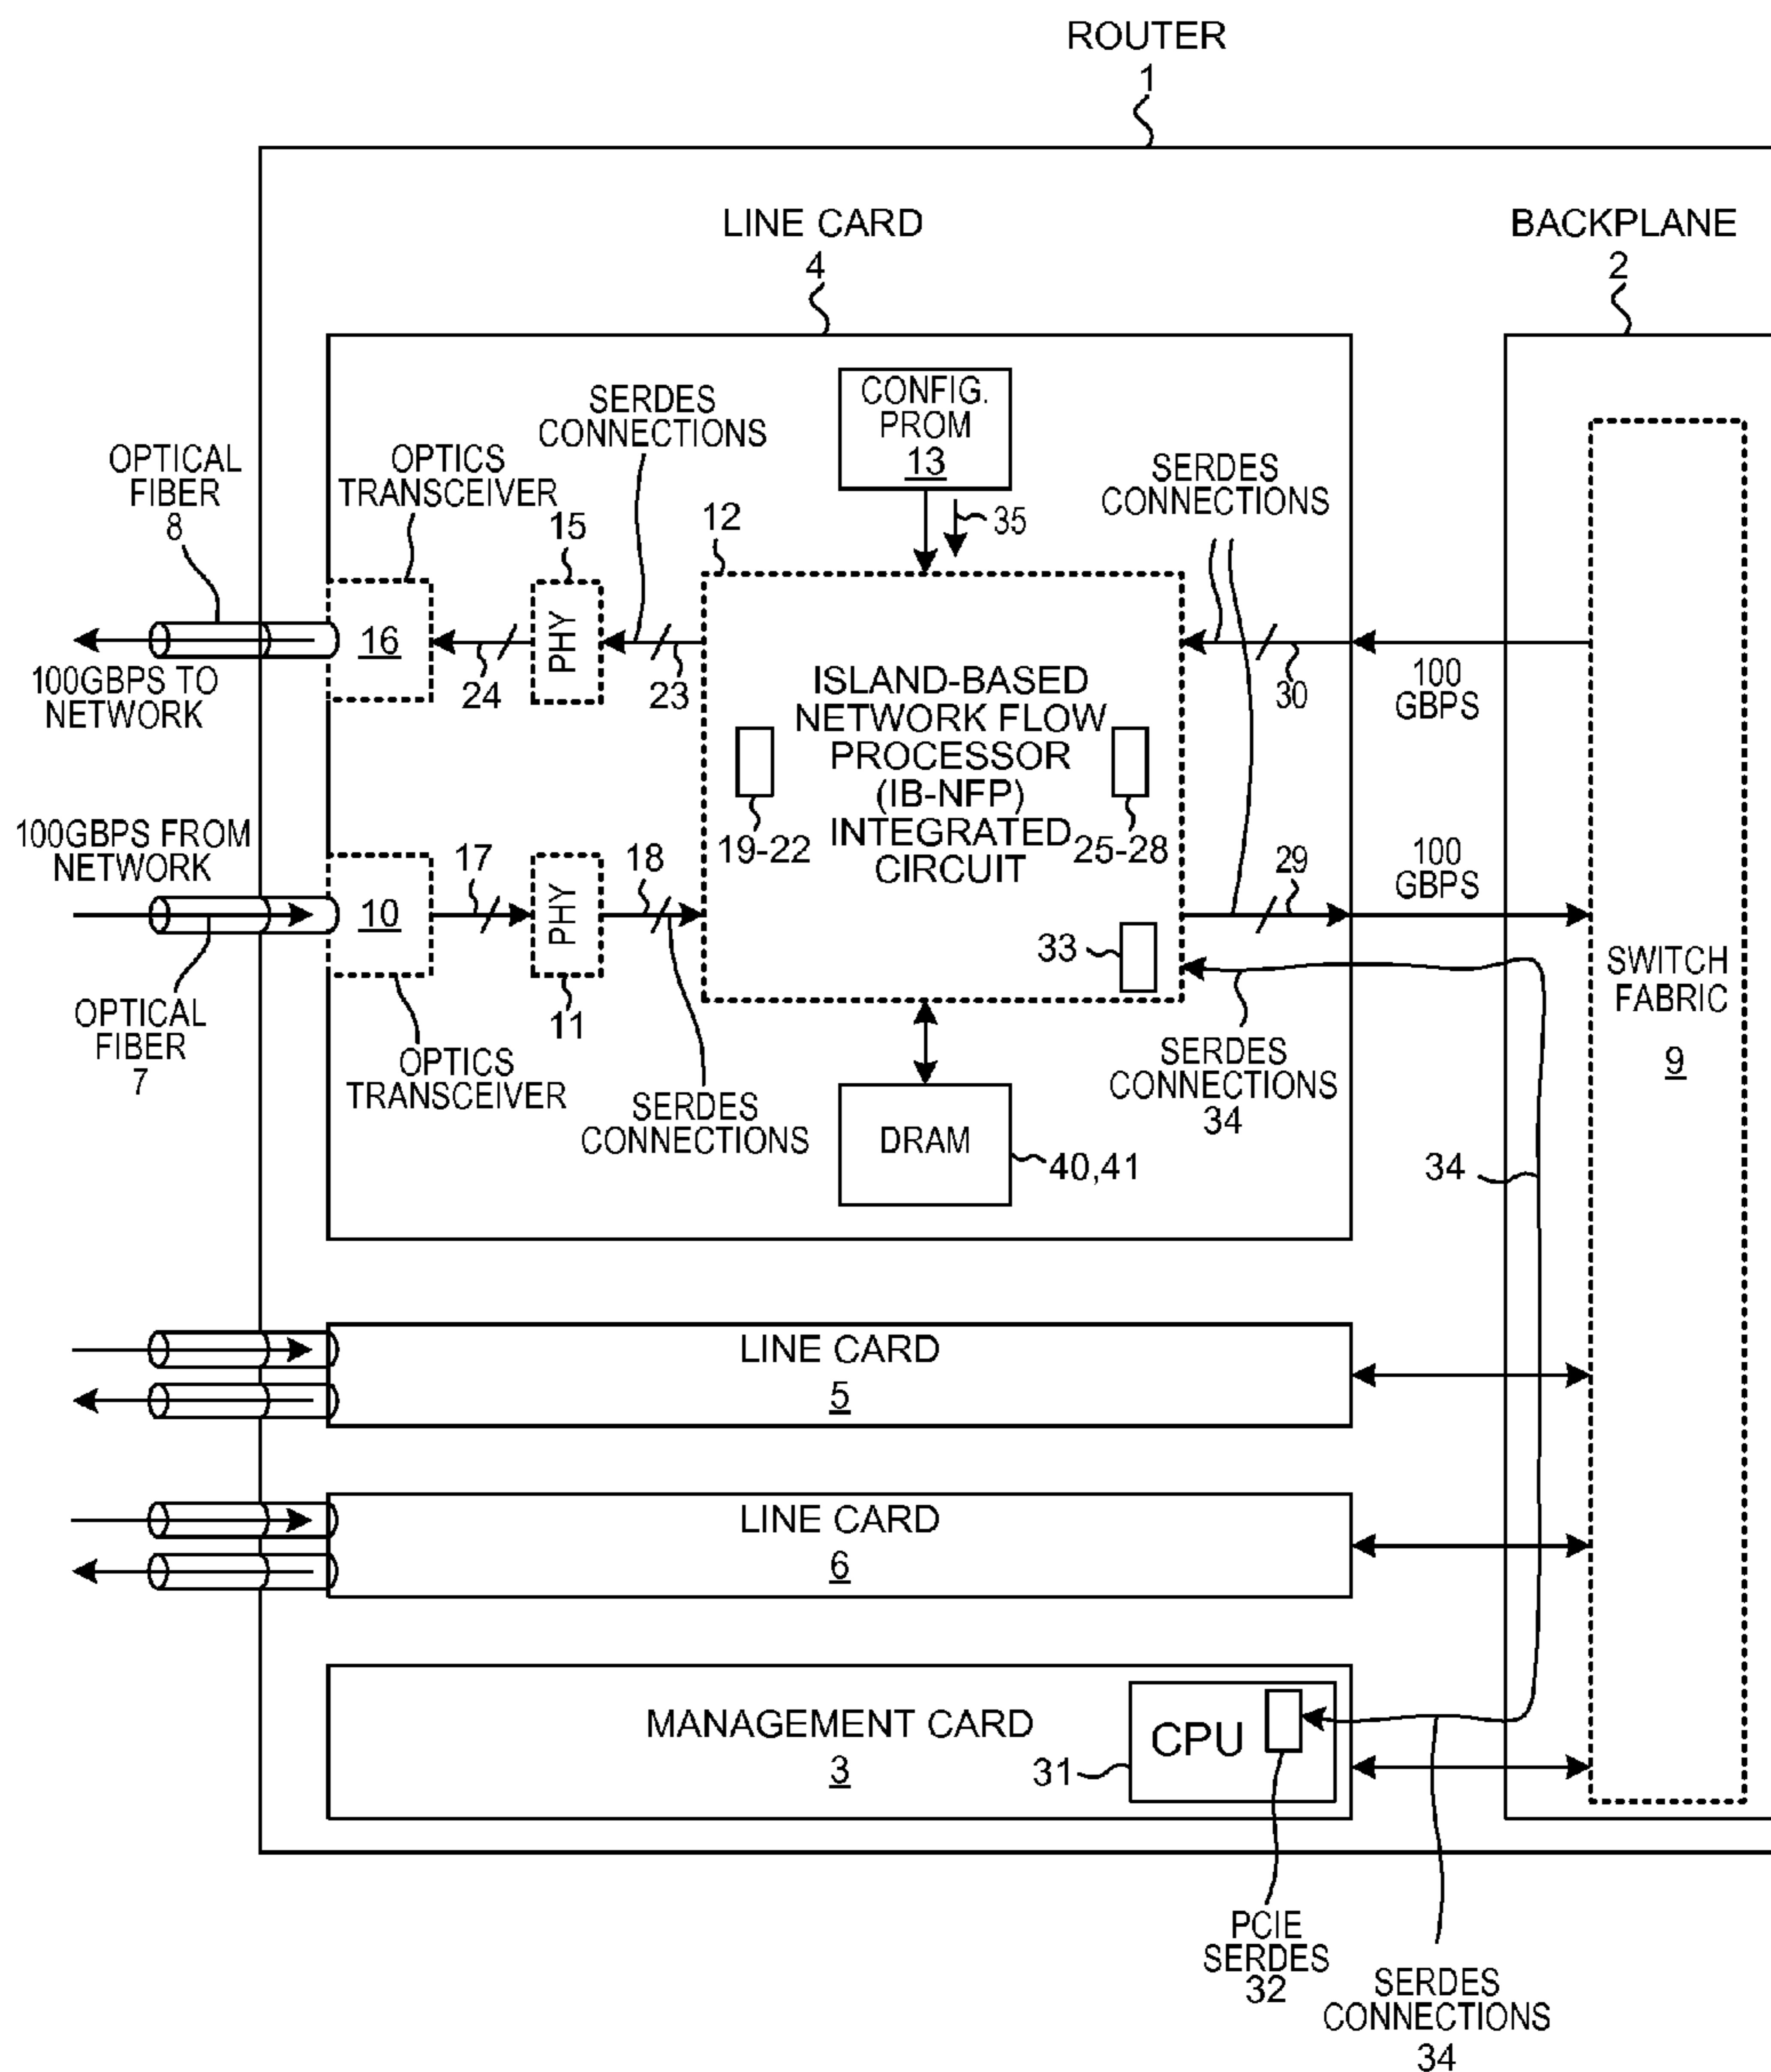 ROUTER
1
LINE CARD
4
BACKPLANE
2
SERDES
CONNECTIONS
CONFIG.
PROM
13
35
SERDES
CONNECTIONS
OPTICAL
FIBER
8
OPTICS
TRANSCEIVER
15
12
16
24
PHY
23
30
100
GBPS
100GBPS TO
NETWORK
ISLAND-BASED
NETWORK FLOW
PROCESSOR
(IB-NFP)
INTEGRATED
CIRCUIT
19-22
25-28
100GBPS FROM
NETWORK
17
18
29
100
GBPS
10
PHY
11
33
SWITCH
FABRIC
9
OPTICAL
FIBER
7
OPTICS
TRANSCEIVER
SERDES
CONNECTIONS
SERDES
CONNECTIONS
34
DRAM
40,41
34
LINE CARD
5
LINE CARD
6
MANAGEMENT CARD
3
CPU
31
PCIE
SERDES
32
SERDES
CONNECTIONS
34